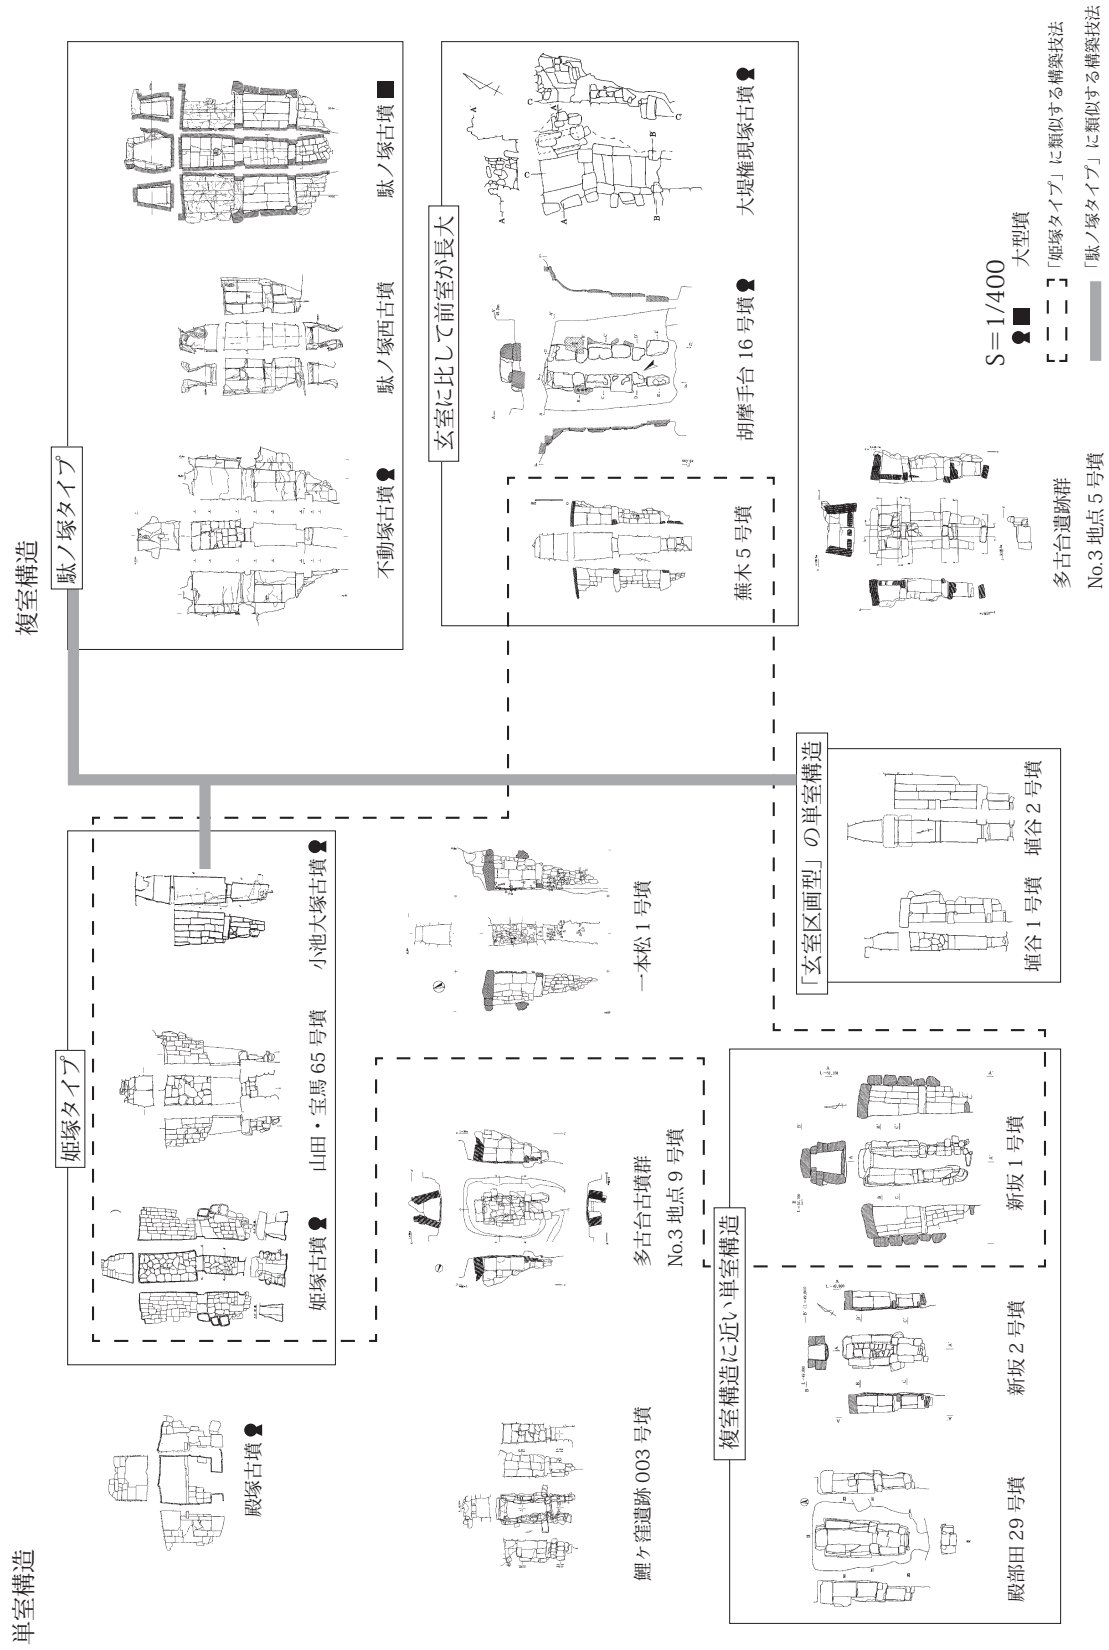 単室構造
複室構造
殿塚古墳
姫塚タイプ
姫塚古墳
山田・宝馬 65 号墳
小池大塚古墳
駄ノ塚タイプ
不動塚古墳
駄ノ塚西古墳
駄ノ塚古墳
鯉ヶ窪遺跡 003 号墳
多古台古墳群
No.3 地点 9 号墳
一本松 1 号墳
玄室に比して前室が長大
蕪木 5 号墳
胡摩手台 16 号墳
大堤権現塚古墳
複室構造に近い単室構造
殿部田 29 号墳
新坂 2 号墳
新坂 1 号墳
「玄室区画型」の単室構造
埴谷 1 号墳
埴谷 2 号墳
多古台遺跡群
No.3 地点 5 号墳
S＝1/400
大型墳
「姫塚タイプ」に類似する構築技法
「駄ノ塚タイプ」に類似する構築技法